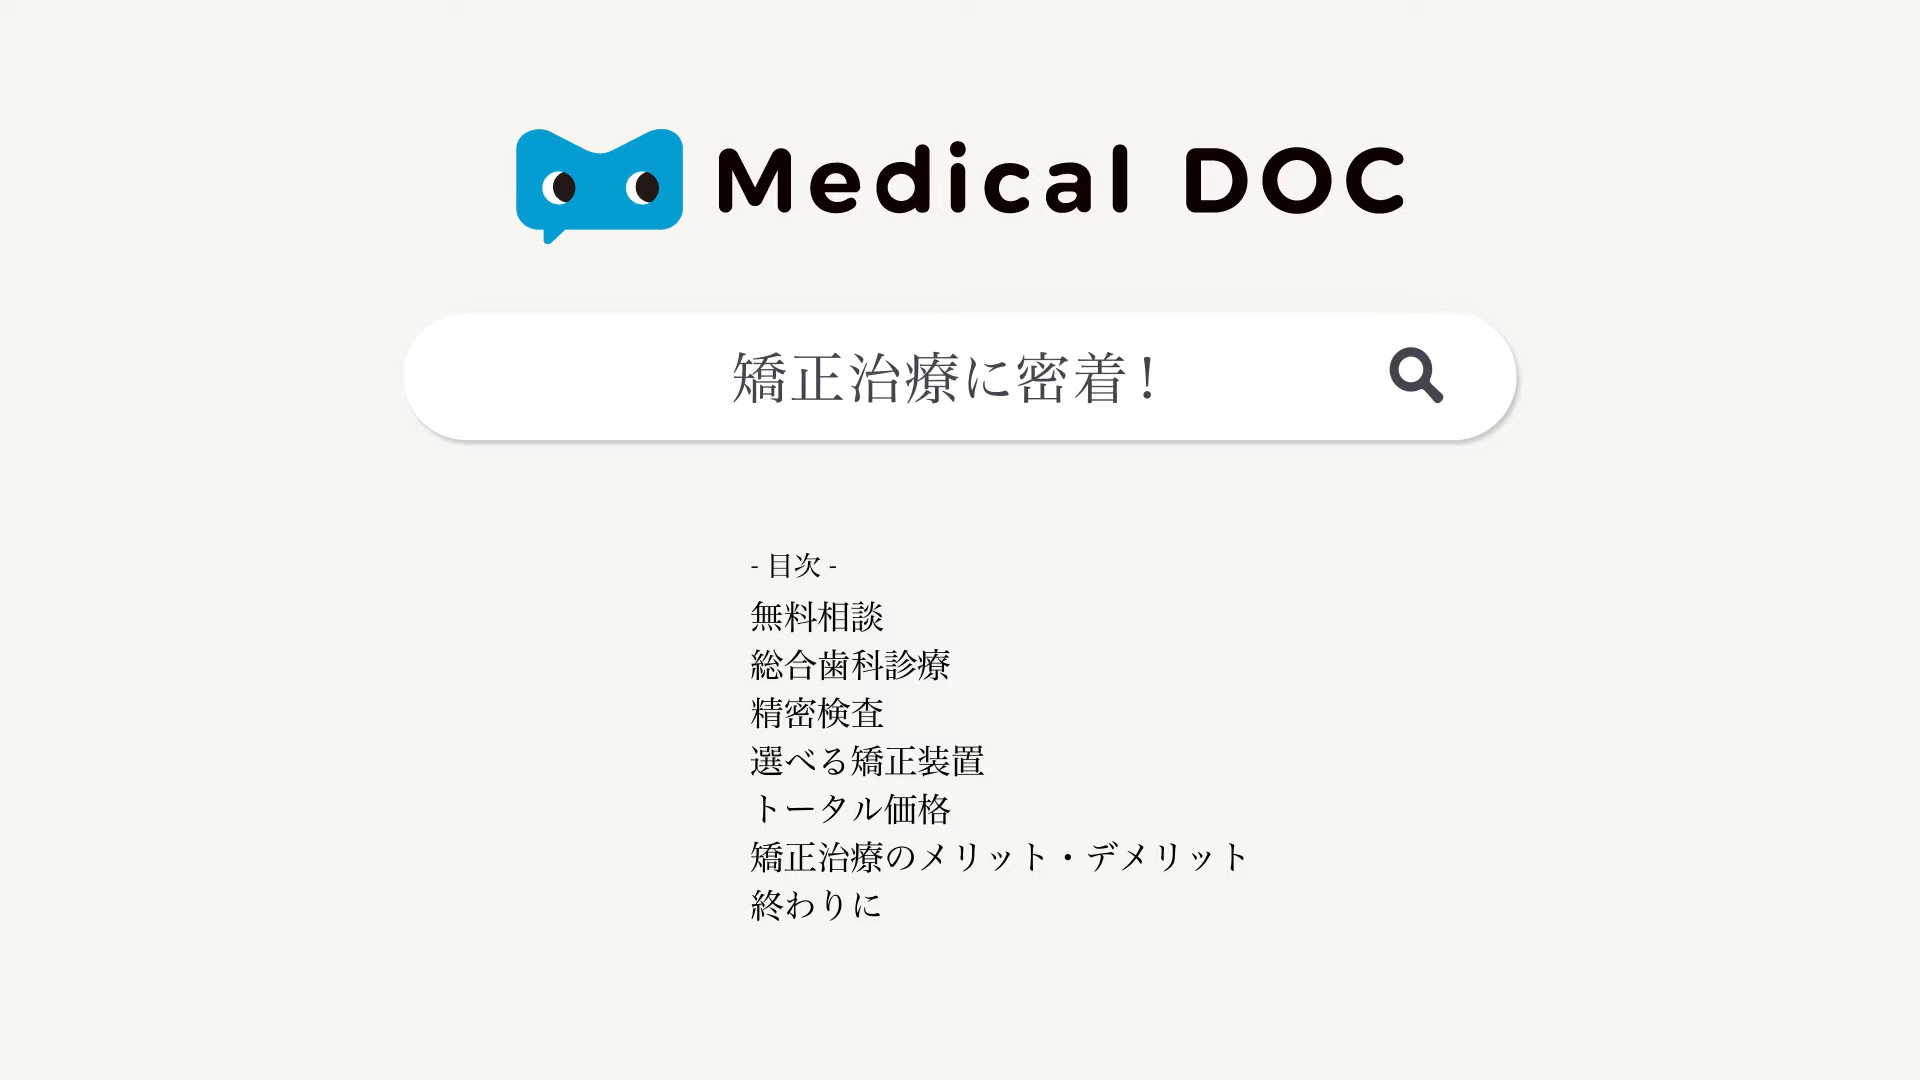 Medical DOC
矯正治療に密着!
- 目次 -
無料相談
総合歯科診療
精密検査
選べる矯正装置
トータル価格
矯正治療のメリット・デメリット
終わりに